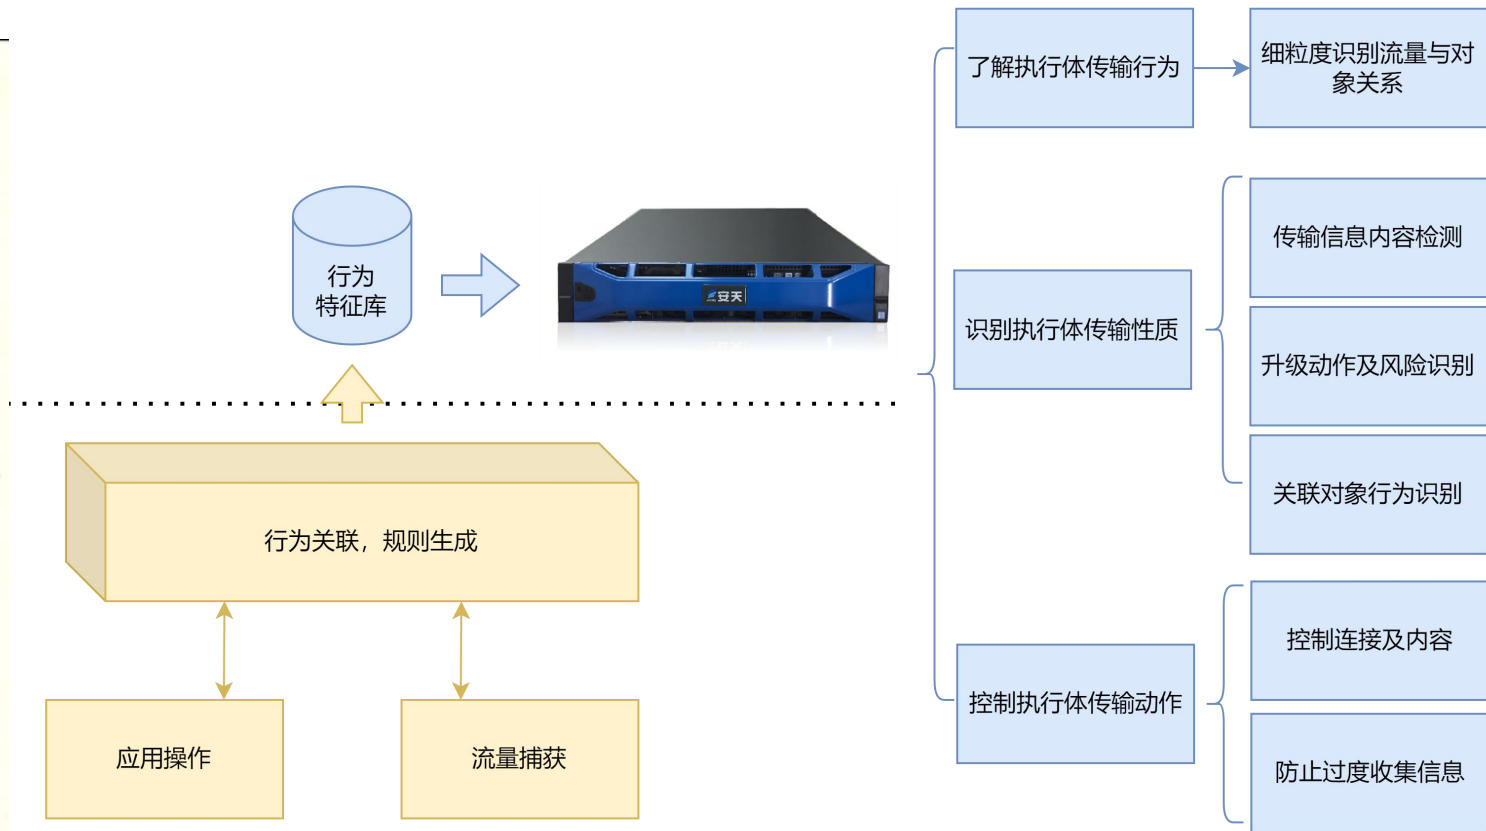 行为
特征库
安天
行为关联，规则生成
应用操作
流量捕获
了解执行体传输行为
细粒度识别流量与对
象关系
识别执行体传输性质
传输信息内容检测
升级动作及风险识别
关联对象行为识别
控制执行体传输动作
控制连接及内容
防止过度收集信息